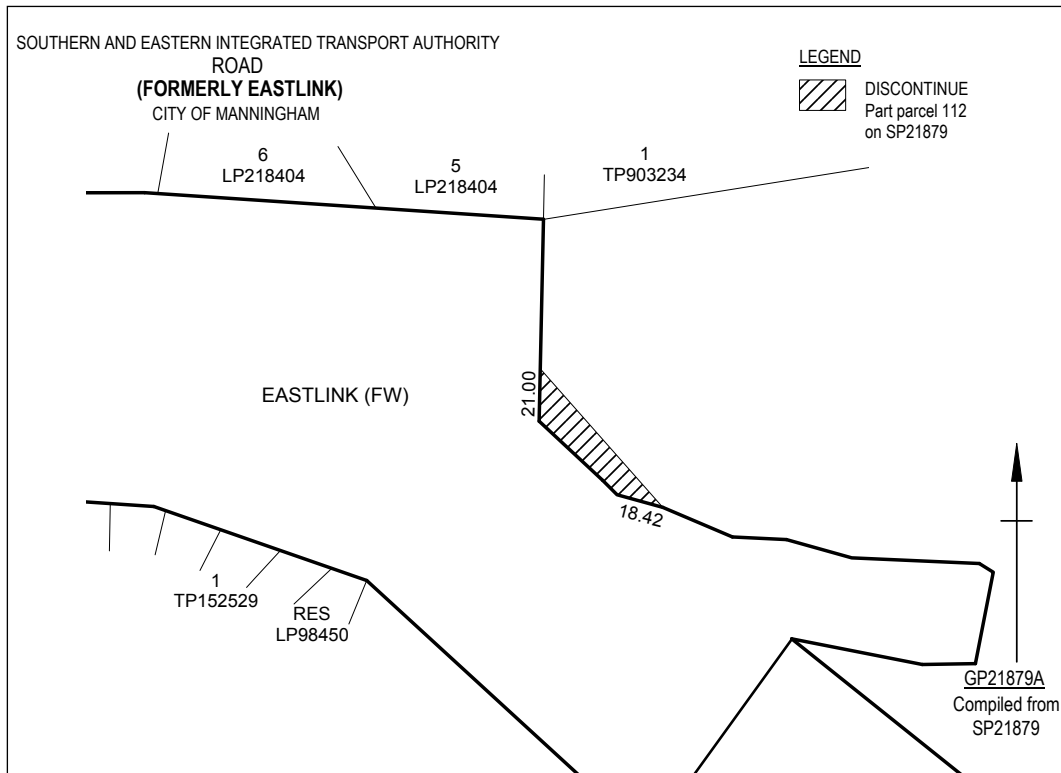 SOUTHERN AND EASTERN INTEGRATED TRANSPORT AUTHORITY
ROAD
(FORMERLY EASTLINK)
CITY OF MANNINGHAM
LEGEND
DISCONTINUE
Part parcel 112
on SP21879
6
LP218404
5
LP218404
1
TP903234
EASTLINK (FW)
21.00
18.42
1
TP152529
RES
LP98450
GP21879A
Compiled from
SP21879